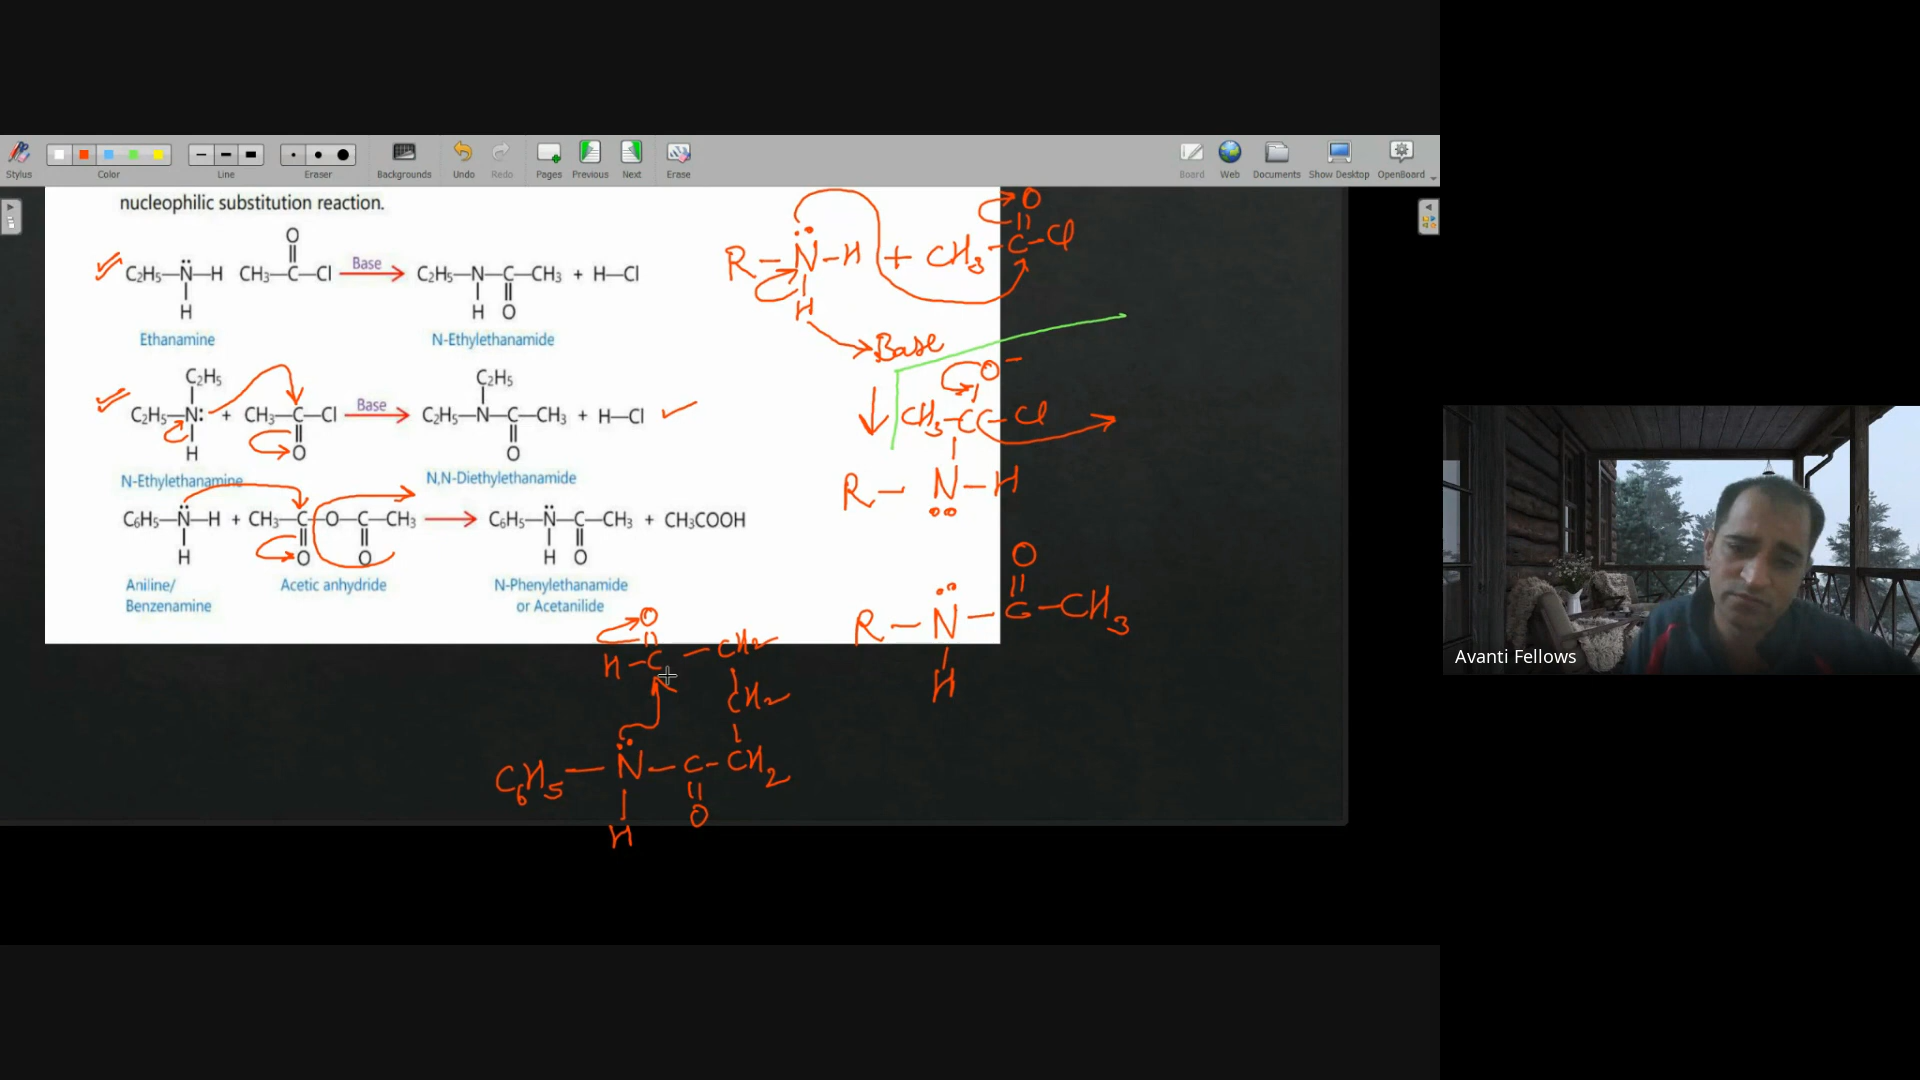 Stylus
Color
Line
Eraser
Backgrounds
Undo
Redo
Pages
Previous
Next
Erase
Board
Web
Documents
Show Desktop
OpenBoard
nucleophilic substitution reaction.
O
C₂H₅—N̈—H CH₃—C—Cl Base C₂H₅—N—C—CH₃ + H—Cl
H H O
Ethanamine N-Ethylethanamide
C₂H₅ C₂H₅
C₂H₅—N: + CH₃—C—Cl Base C₂H₅—N—C—CH₃ + H—Cl
H O O
N-Ethylethanamine N,N-Diethylethanamide
C₆H₅—N̈—H + CH₃—C—O—C—CH₃ C₆H₅—N̈—C—CH₃ + CH₃COOH
H O O H O
Aniline/ Acetic anhydride N-Phenylethanamide
Benzenamine or Acetanilide
O
R—N̈—H + CH₃—C—Cl
H
Base
O⁻
CH₃—C—Cl
R—N—H
O
R—N̈—C—CH₃
H
O
H—C—CH₂
CH₂
C₆H₅—N̈—C—CH₂
H O
Avanti Fellows